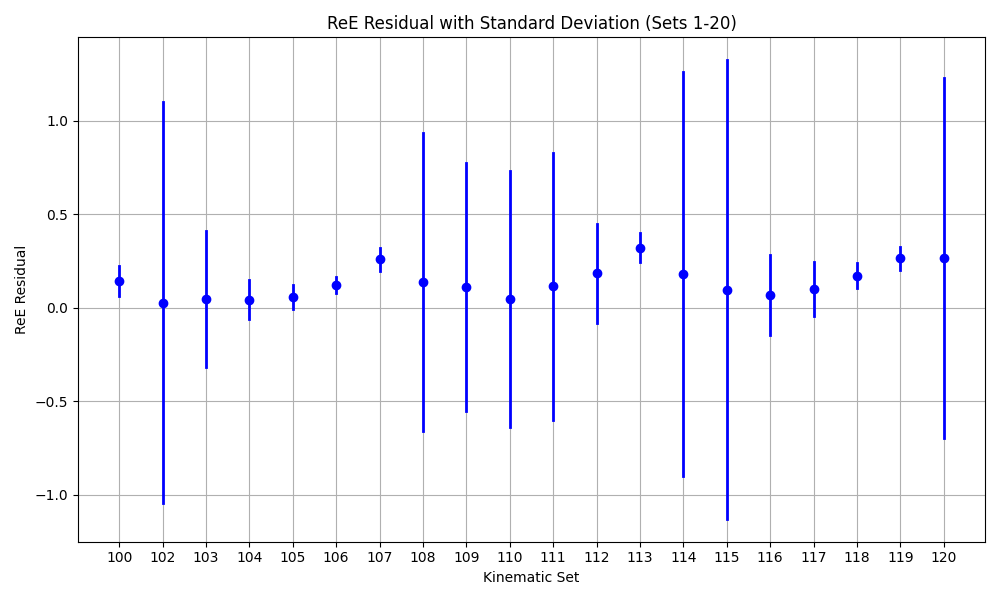 ReE Residual with Standard Deviation (Sets 1-20)
ReE Residual
1.0
0.5
0.0
−0.5
−1.0
100 102 103 104 105 106 107 108 109 110 111 112 113 114 115 116 117 118 119 120
Kinematic Set